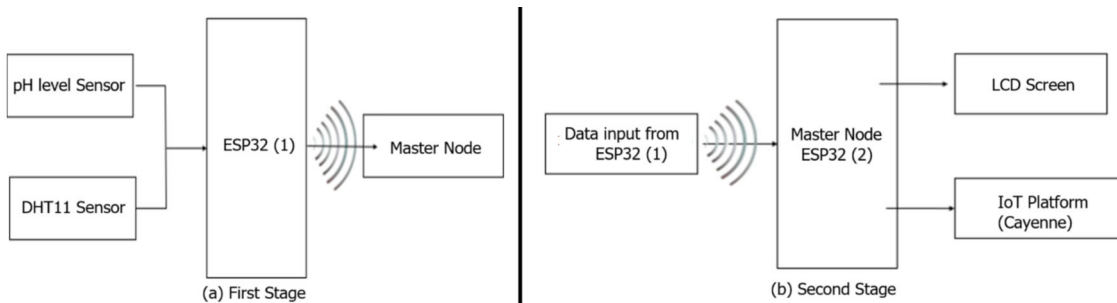 pH level Sensor
DHT11 Sensor
ESP32 (1)
Master Node
(a) First Stage
Data input from
ESP32 (1)
Master Node
ESP32 (2)
LCD Screen
IoT Platform
(Cayenne)
(b) Second Stage